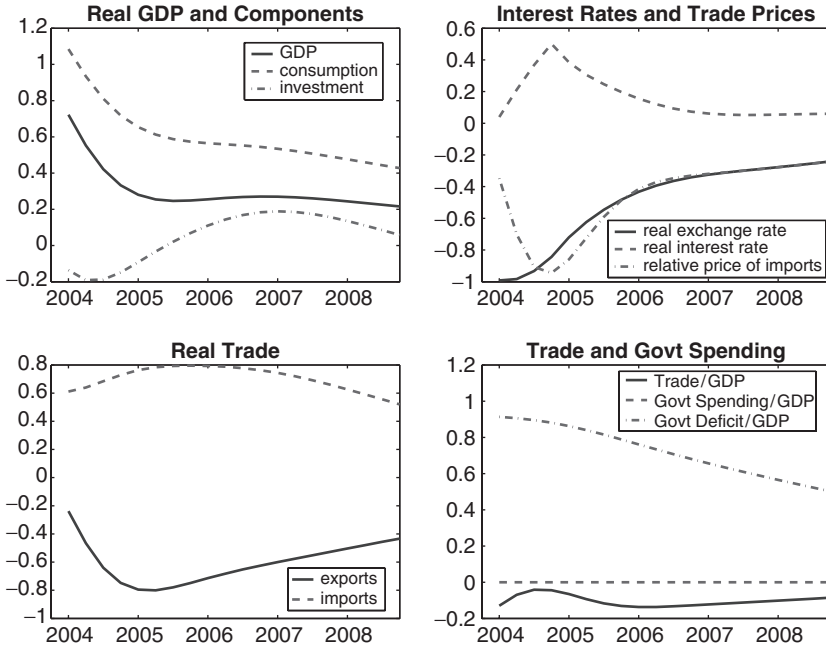 Real GDP and Components
1.2
1
0.8
0.6
0.4
0.2
0
−0.2
GDP
consumption
investment
2004 2005 2006 2007 2008
Interest Rates and Trade Prices
0.6
0.4
0.2
0
−0.2
−0.4
−0.6
−0.8
−1
real exchange rate
real interest rate
relative price of imports
2004 2005 2006 2007 2008
Real Trade
0.8
0.6
0.4
0.2
0
−0.2
−0.4
−0.6
−0.8
−1
exports
imports
2004 2005 2006 2007 2008
Trade and Govt Spending
1.2
1
0.8
0.6
0.4
0.2
0
−0.2
Trade/GDP
Govt Spending/GDP
Govt Deficit/GDP
2004 2005 2006 2007 2008